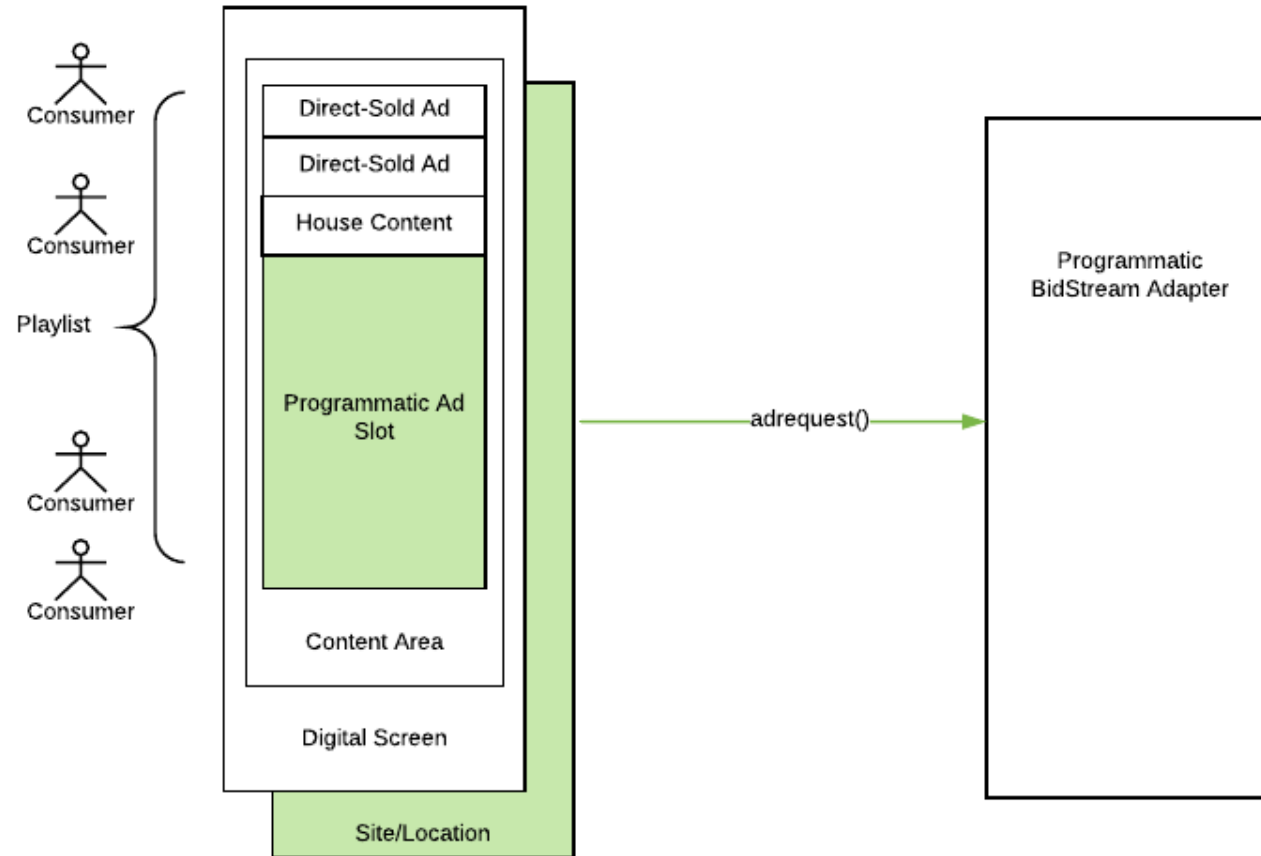 Consumer
Consumer
Playlist
Consumer
Consumer
Direct-Sold Ad
Direct-Sold Ad
House Content
Programmatic Ad
Slot
Content Area
Digital Screen
Site/Location
adrequest()
Programmatic
BidStream Adapter